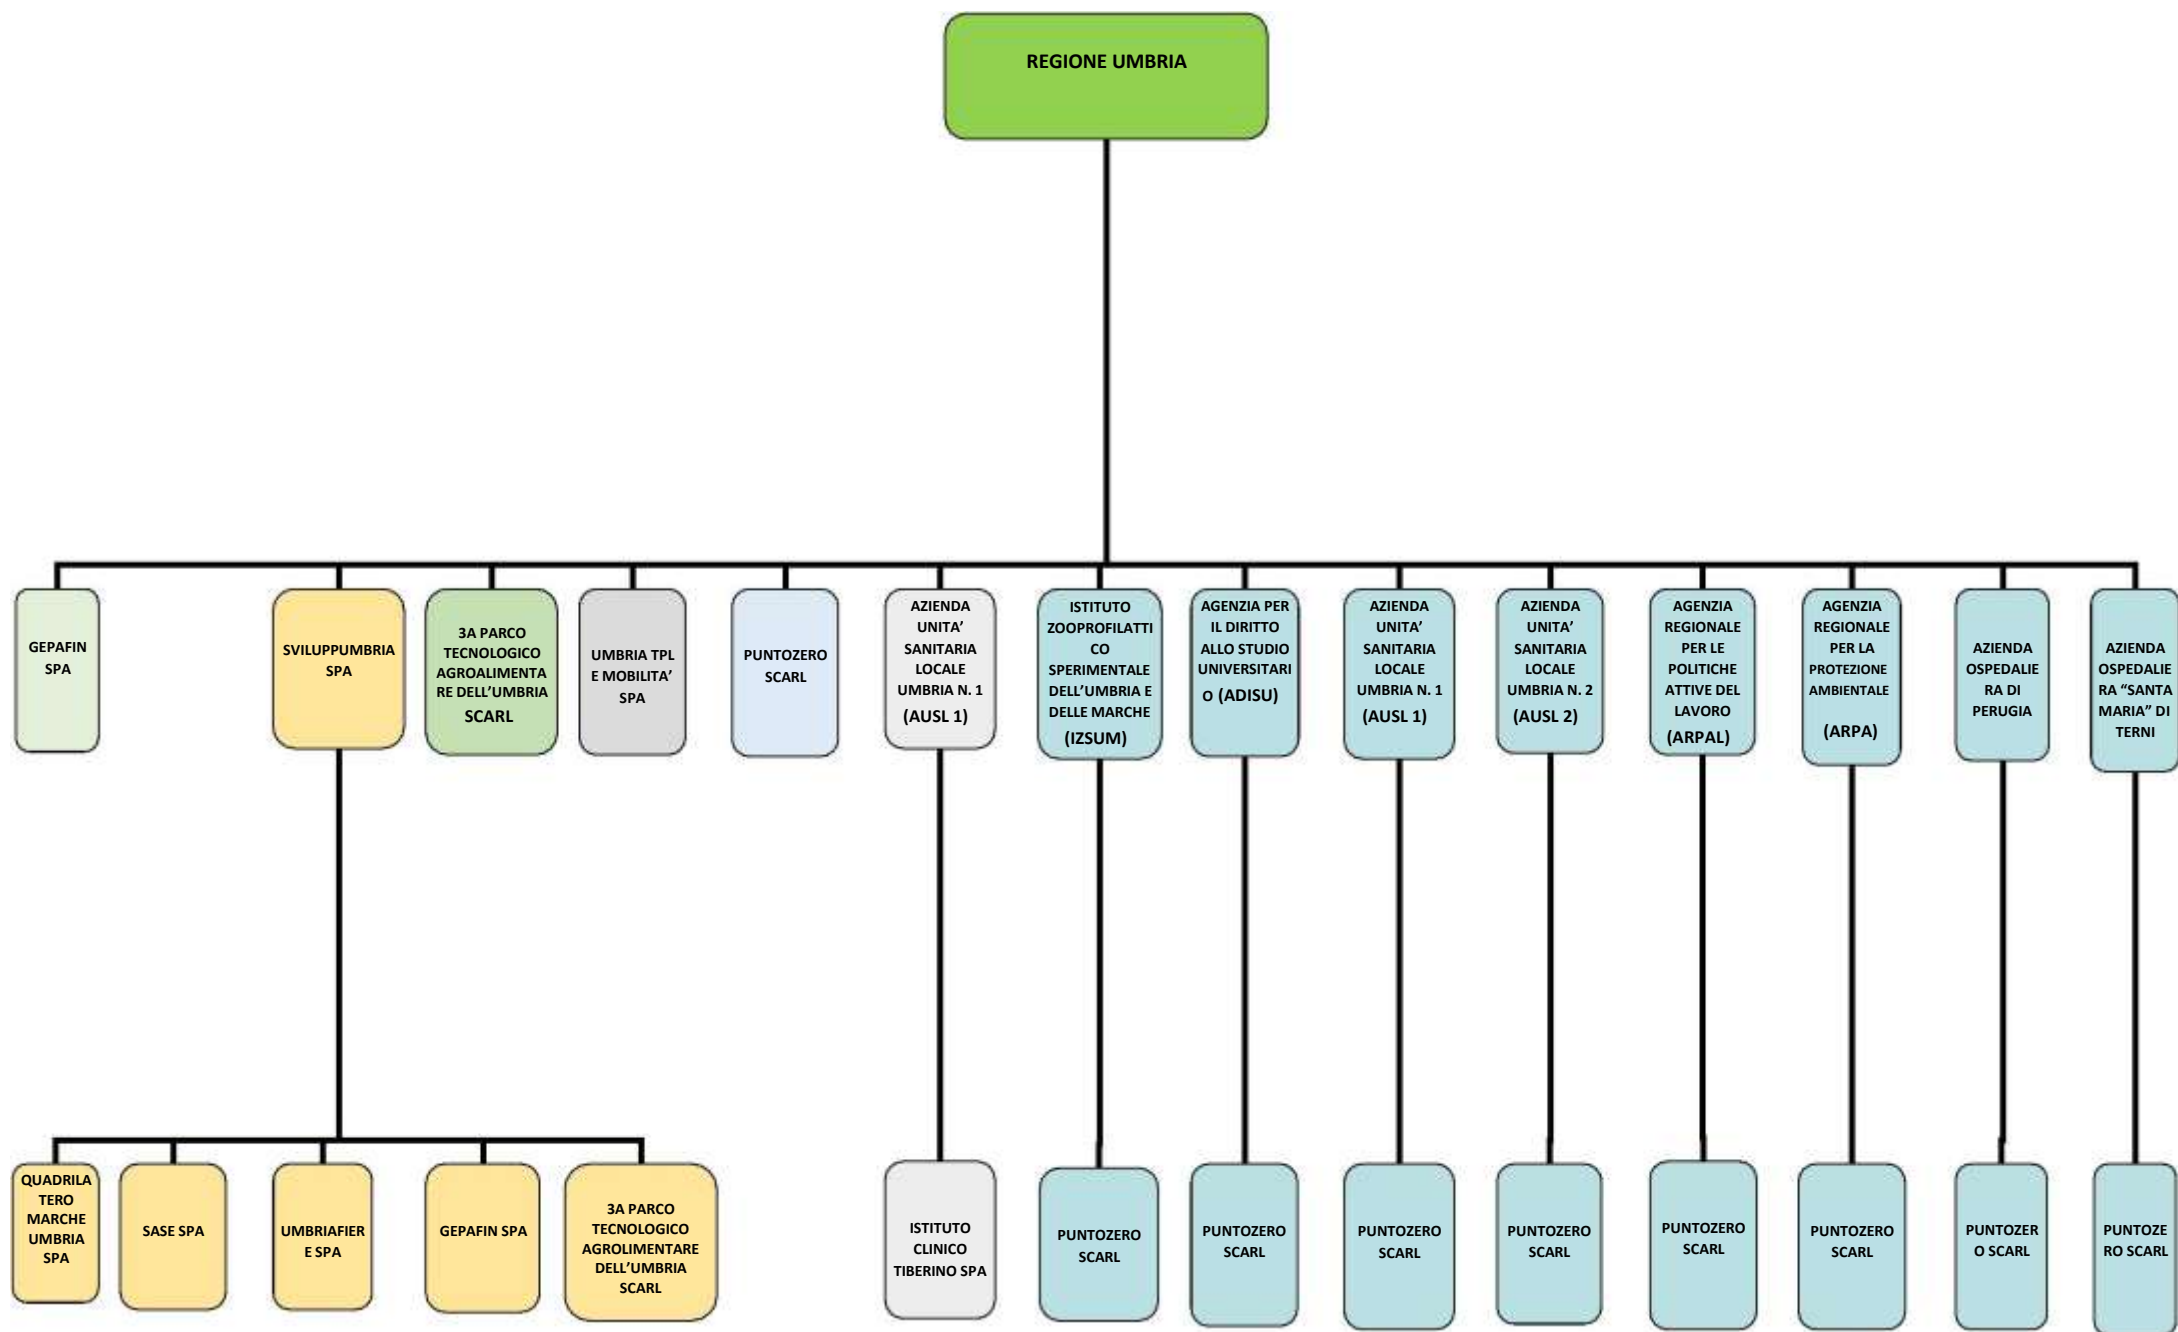 REGIONE UMBRIA
GEPAFIN
SPA
SVILUPPUMBRIA
SPA
3A PARCO
TECNOLOGICO
AGROALIMENTA
RE DELL’UMBRIA
SCARL
UMBRIA TPL
E MOBILITA’
SPA
PUNTOZERO
SCARL
AZIENDA
UNITA’
SANITARIA
LOCALE
UMBRIA N. 1
(AUSL 1)
ISTITUTO
ZOOPROFILATTI
CO
SPERIMENTALE
DELL’UMBRIA E
DELLE MARCHE
(IZSUM)
AGENZIA PER
IL DIRITTO
ALLO STUDIO
UNIVERSITARI
O (ADISU)
AZIENDA
UNITA’
SANITARIA
LOCALE
UMBRIA N. 1
(AUSL 1)
AZIENDA
UNITA’
SANITARIA
LOCALE
UMBRIA N. 2
(AUSL 2)
AGENZIA
REGIONALE
PER LE
POLITICHE
ATTIVE DEL
LAVORO
(ARPAL)
AGENZIA
REGIONALE
PER LA
PROTEZIONE
AMBIENTALE
(ARPA)
AZIENDA
OSPEDALIE
RA DI
PERUGIA
AZIENDA
OSPEDALIE
RA “SANTA
MARIA” DI
TERNI
QUADRILA
TERO
MARCHE
UMBRIA
SPA
SASE SPA
UMBRIAFIER
E SPA
GEPAFIN SPA
3A PARCO
TECNOLOGICO
AGROLIMENTARE
DELL’UMBRIA
SCARL
ISTITUTO
CLINICO
TIBERINO SPA
PUNTOZERO
SCARL
PUNTOZERO
SCARL
PUNTOZERO
SCARL
PUNTOZERO
SCARL
PUNTOZERO
SCARL
PUNTOZERO
SCARL
PUNTOZER
O SCARL
PUNTOZE
RO SCARL